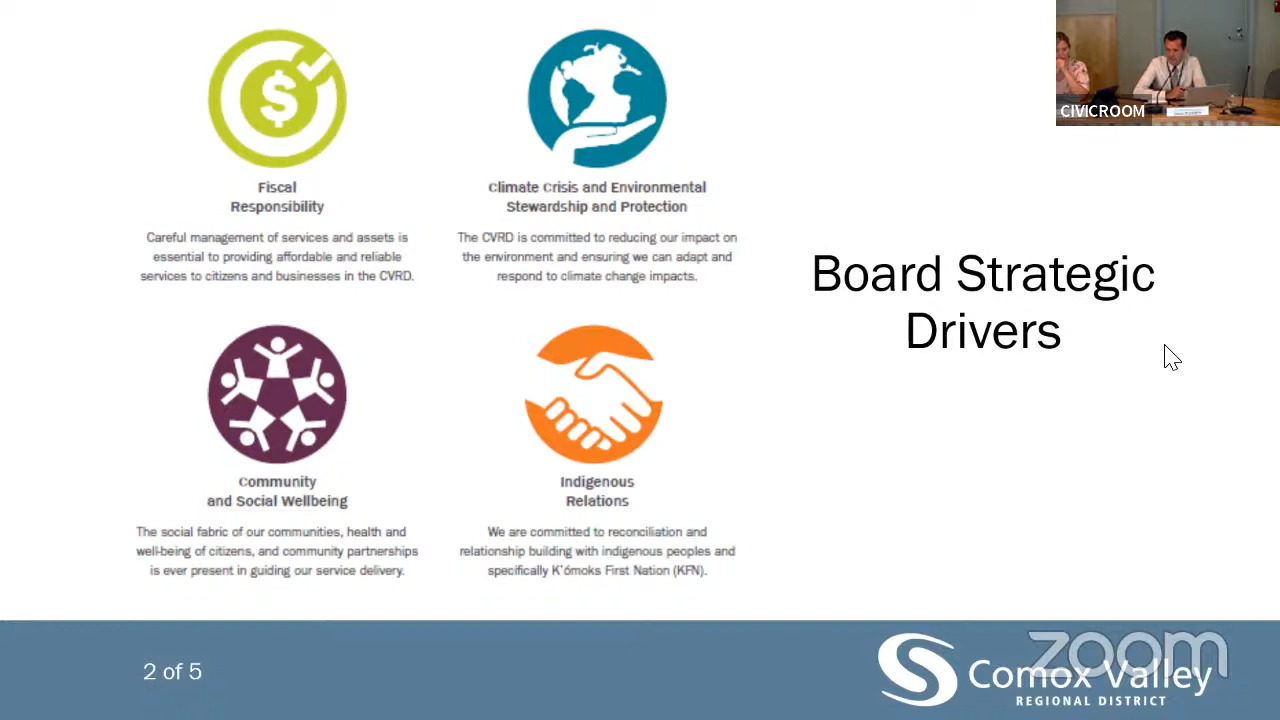 CIVICROOM
$
Fiscal
Responsibility
Careful management of services and assets is
essential to providing affordable and reliable
services to citizens and businesses in the CVRD.
Climate Crisis and Environmental
Stewardship and Protection
The CVRD is committed to reducing our impact on
the environment and ensuring we can adapt and
respond to climate change impacts.
Board Strategic
Drivers
Community
and Social Wellbeing
The social fabric of our communities, health and
well-being of citizens, and community partnerships
is ever present in guiding our service delivery.
Indigenous
Relations
We are committed to reconciliation and
relationship building with indigenous peoples and
specifically K'ómoks First Nation (KFN).
2 of 5
zoom
Comox Valley
REGIONAL DISTRICT